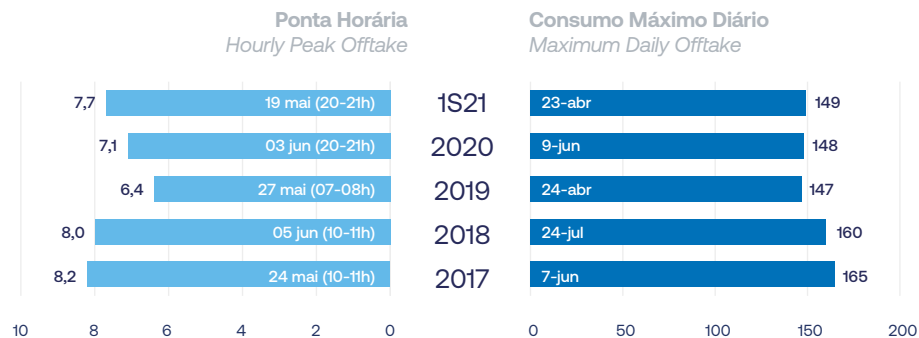 Ponta Horária
Hourly Peak Offtake
Consumo Máximo Diário
Maximum Daily Offtake
7,7 19 mai (20-21h) 1S21 23-abr 149
7,1 03 jun (20-21h) 2020 9-jun 148
6,4 27 mai (07-08h) 2019 24-abr 147
8,0 05 jun (10-11h) 2018 24-jul 160
8,2 24 mai (10-11h) 2017 7-jun 165
10 8 6 4 2 0 0 50 100 150 200